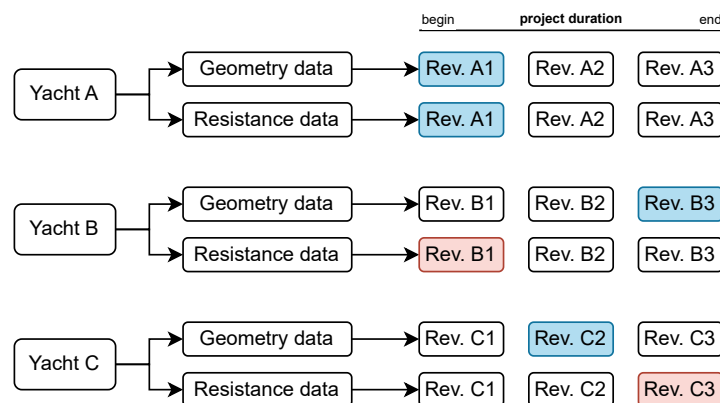 begin project duration end
Geometry data Rev. A1 Rev. A2 Rev. A3
Yacht A
Resistance data Rev. A1 Rev. A2 Rev. A3
Geometry data Rev. B1 Rev. B2 Rev. B3
Yacht B
Resistance data Rev. B1 Rev. B2 Rev. B3
Geometry data Rev. C1 Rev. C2 Rev. C3
Yacht C
Resistance data Rev. C1 Rev. C2 Rev. C3